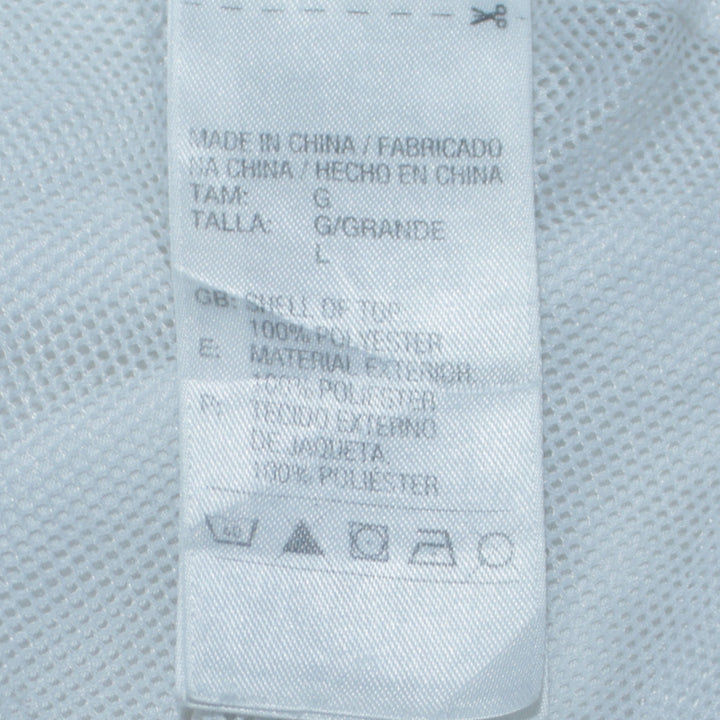 MADE IN CHINA / FABRICADO
NA CHINA / HECHO EN CHINA
TAM: G
TALLA: G/GRANDE
L
GB: SHELL OF TOP
100% POLYESTER
E: MATERIAL EXTERIOR
100% POLIESTER
P: TECIDO EXTERNO
DE JAQUETA
100% POLIESTER